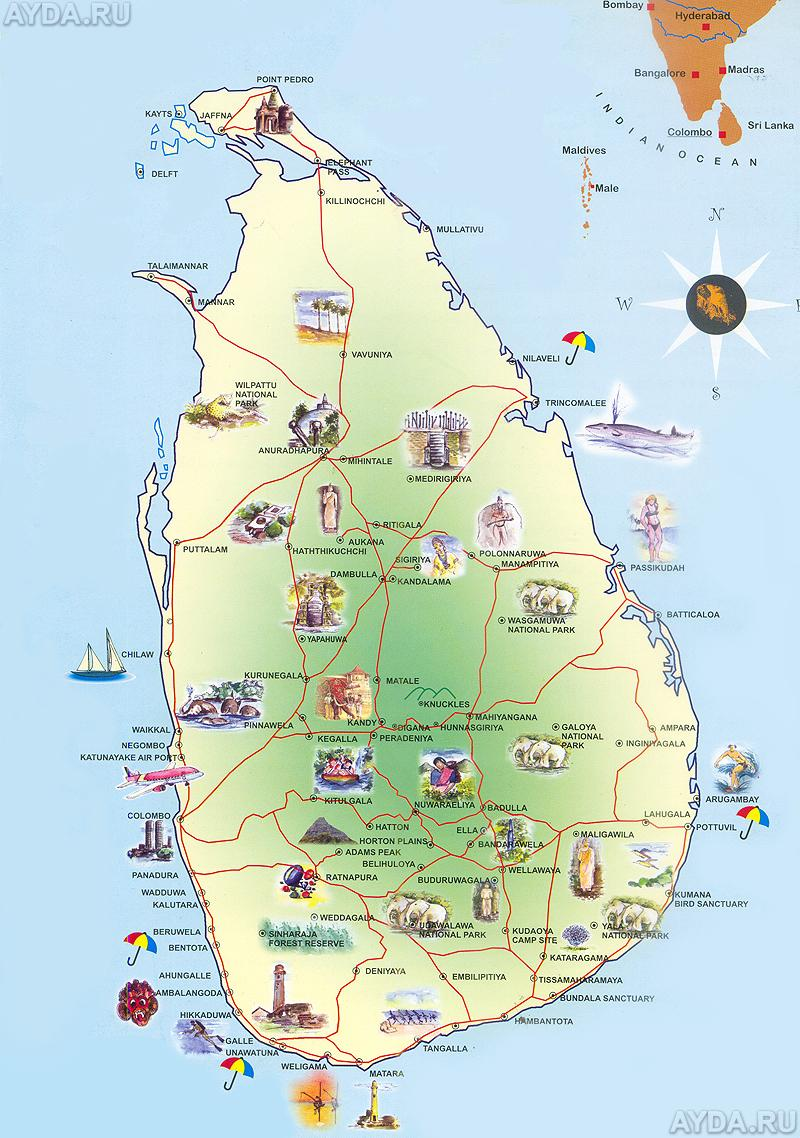 AYDA.RU
Bombay
Hyderabad
Bangalore
Madras
Colombo
Sri Lanka
INDIAN OCEAN
Maldives
Male
N
W
E
S
POINT PEDRO
KAYTS
JAFFNA
ELEPHANT
PASS
DELFT
KILLINOCHCHI
MULLATIVU
TALAIMANNAR
MANNAR
VAVUNIYA
NILAVELI
WILPATTU
NATIONAL
PARK
TRINCOMALEE
ANURADHAPURA
MIHINTALE
MEDIRIGIRIYA
RITIGALA
PUTTALAM
HATHTHIKUCHCHI
AUKANA
SIGIRIYA
POLONNARUWA
MANAMPITIYA
PASSIKUDAH
DAMBULLA
KANDALAMA
BATTICALOA
WASGAMUWA
NATIONAL PARK
YAPAHUWA
CHILAW
KURUNEGALA
MATALE
KNUCKLES
PINNAWELA
KANDY
DIGANA
HUNNASGIRIYA
MAHIYANGANA
GALOYA
NATIONAL
PARK
AMPARA
INGINIYAGALA
WAIKKAL
KEGALLA
PERADENIYA
NEGOMBO
KATUNAYAKE AIR PORT
KITULGALA
NUWARAELIYA
BADULLA
ARUGAMBAY
COLOMBO
LAHUGALA
POTTUVIL
HATTON
ELLA
MALIGAWILA
HORTON PLAINS
BANDARAWELA
ADAMS PEAK
BELIHULOYA
PANADURA
RATNAPURA
BUDURUWAGALA
WELLAWAYA
WADDUWA
KALUTARA
KUMANA
BIRD SANCTUARY
WEDDAGALA
UDAWALAWA
NATIONAL PARK
KUDAOYA
CAMP SITE
YALA
NATIONAL PARK
BERUWELA
SINHARAJA
FOREST RESERVE
BENTOTA
KATARAGAMA
AHUNGALLE
DENIYAYA
EMBILIPITIYA
TISSAMAHARAMAYA
AMBALANGODA
BUNDALA SANCTUARY
HIKKADUWA
HAMBANTOTA
GALLE
UNAWATUNA
TANGALLA
WELIGAMA
MATARA
AYDA.RU